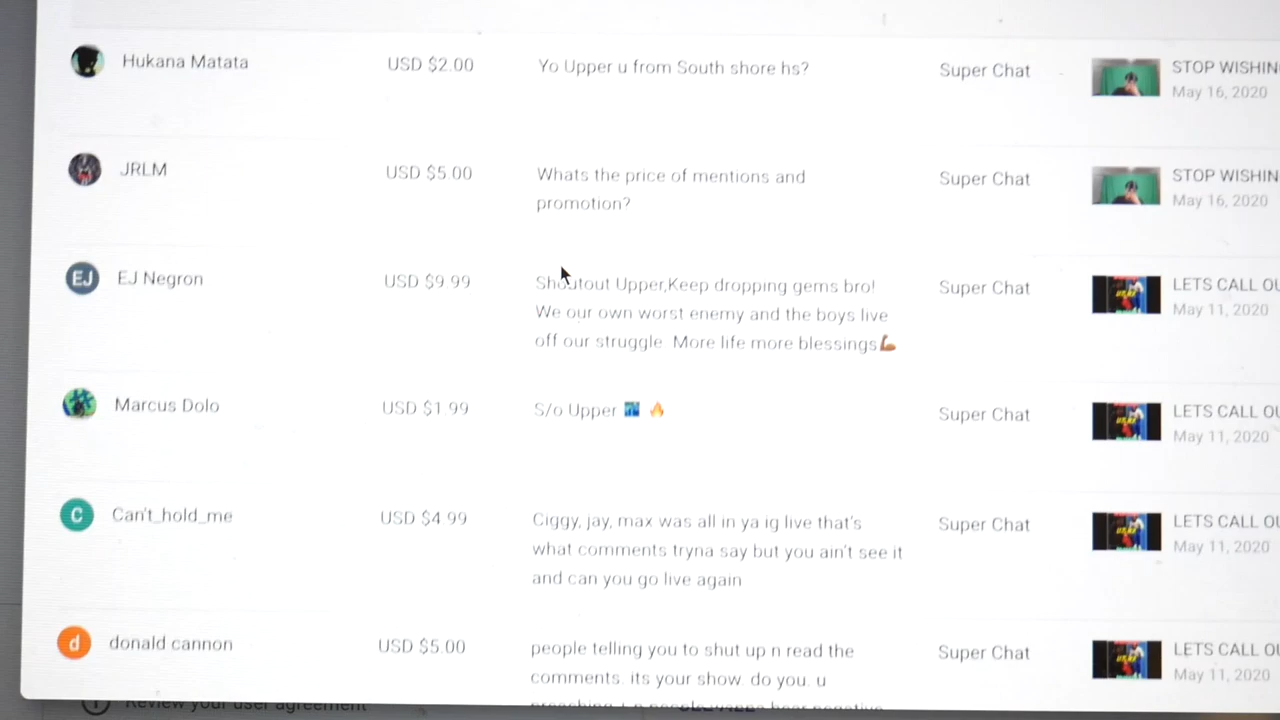 Hukana Matata USD $2.00 Yo Upper u from South shore hs? Super Chat STOP WISHIN
May 16, 2020
JRLM USD $5.00 Whats the price of mentions and Super Chat STOP WISHIN
promotion? May 16, 2020
EJ EJ Negron USD $9 99 Shoutout Upper,Keep dropping gems bro! Super Chat LETS CALL OU
We our own worst enemy and the boys live May 11, 2020
off our struggle More life more blessings💪🏾
Marcus Dolo USD $1 99 S/o Upper 🌃 🔥 Super Chat LETS CALL OU
May 11, 2020
C Can't_hold_me USD $4 99 Ciggy, jay, max was all in ya ig live that's Super Chat LETS CALL OU
what comments tryna say but you ain't see it May 11, 2020
and can you go live again
d donald cannon USD $5.00 people telling you to shut up n read the Super Chat LETS CALL OU
comments. its your show. do you. u May 11, 2020
Review your user agreement